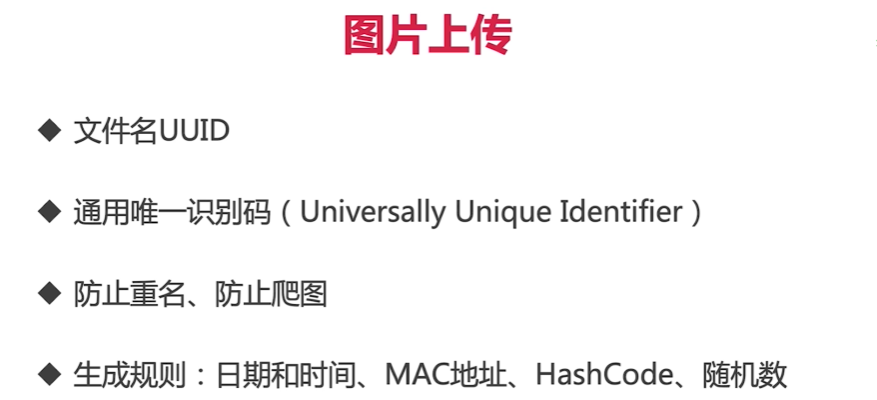 图片上传
◆ 文件名UUID
◆ 通用唯一识别码（Universally Unique Identifier）
◆ 防止重名、防止爬图
◆ 生成规则：日期和时间、MAC地址、HashCode、随机数